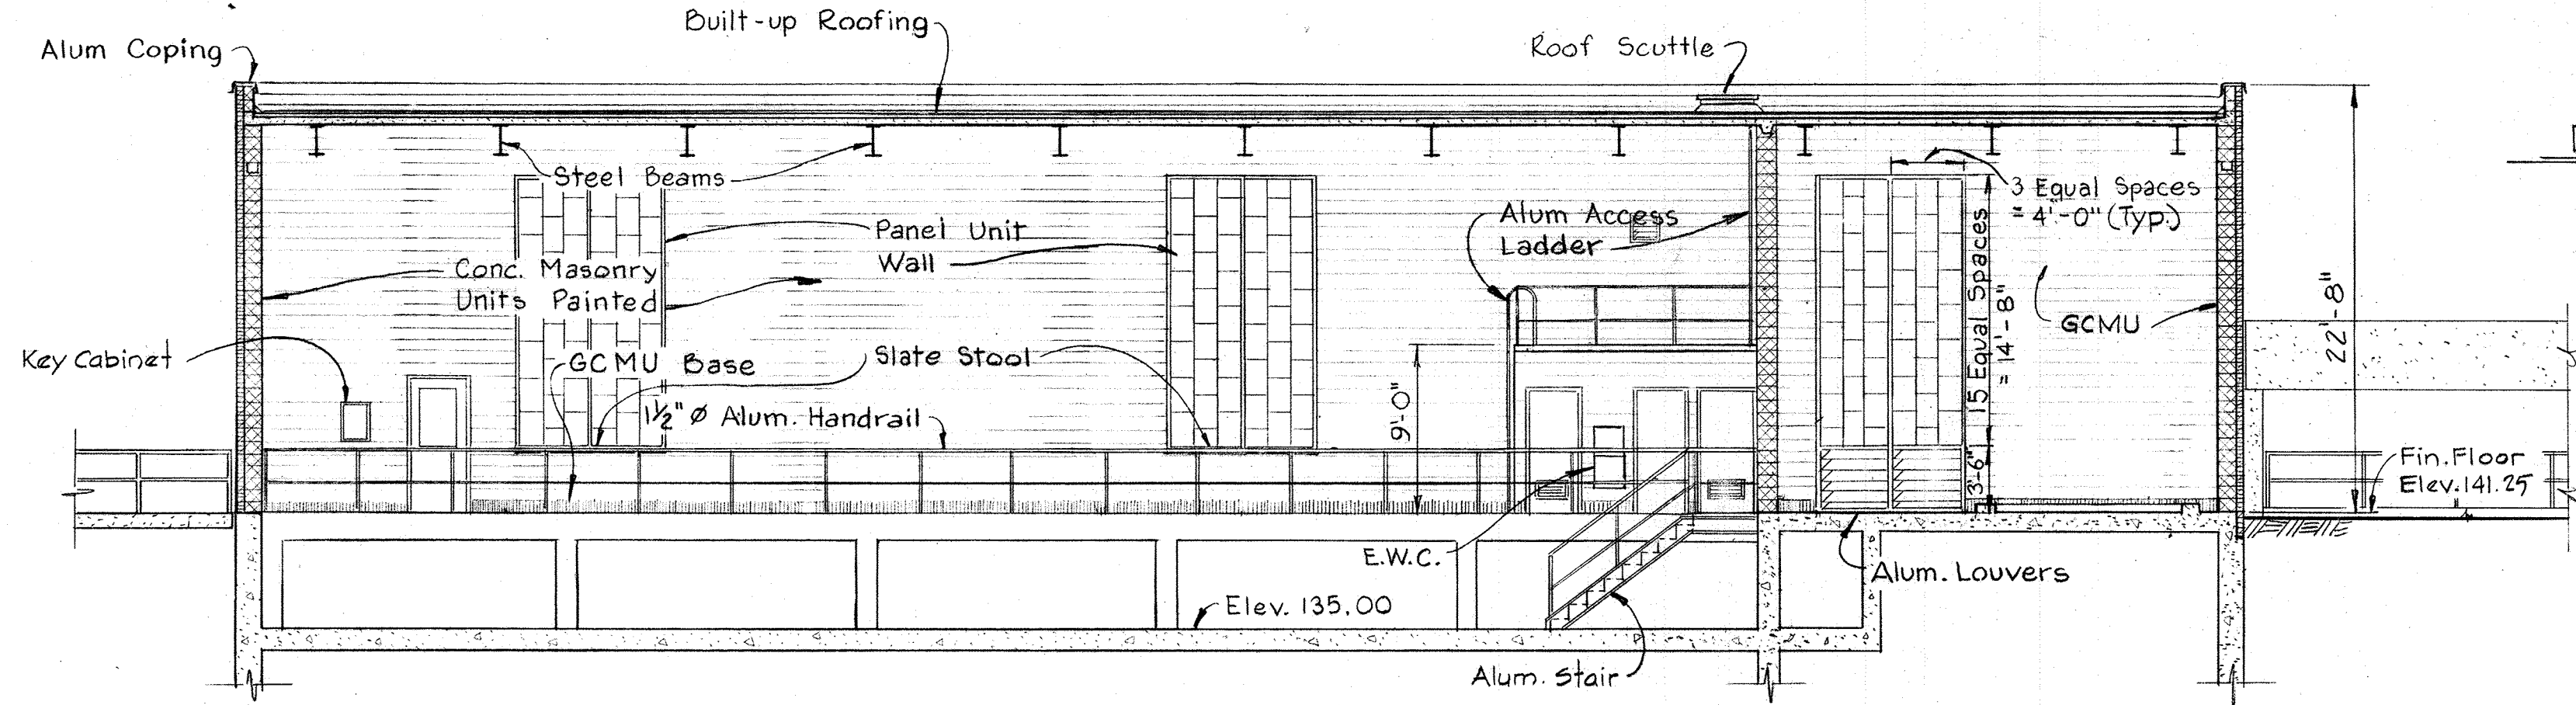 Built-up Roofing
Alum Coping
Roof Scuttle
Steel Beams
3 Equal Spaces
= 4'-0" (Typ.)
Panel Unit
Wall
Alum Access
Ladder
Conc. Masonry
Units Painted
15 Equal Spaces
= 14'-8"
GCMU
22'-8"
Key Cabinet
GCMU Base
Slate Stool
1½" Ø Alum. Handrail
9'-0"
3'-6"
Fin. Floor
Elev. 141.25
E.W.C.
Alum. Louvers
Elev. 135.00
Alum. Stair